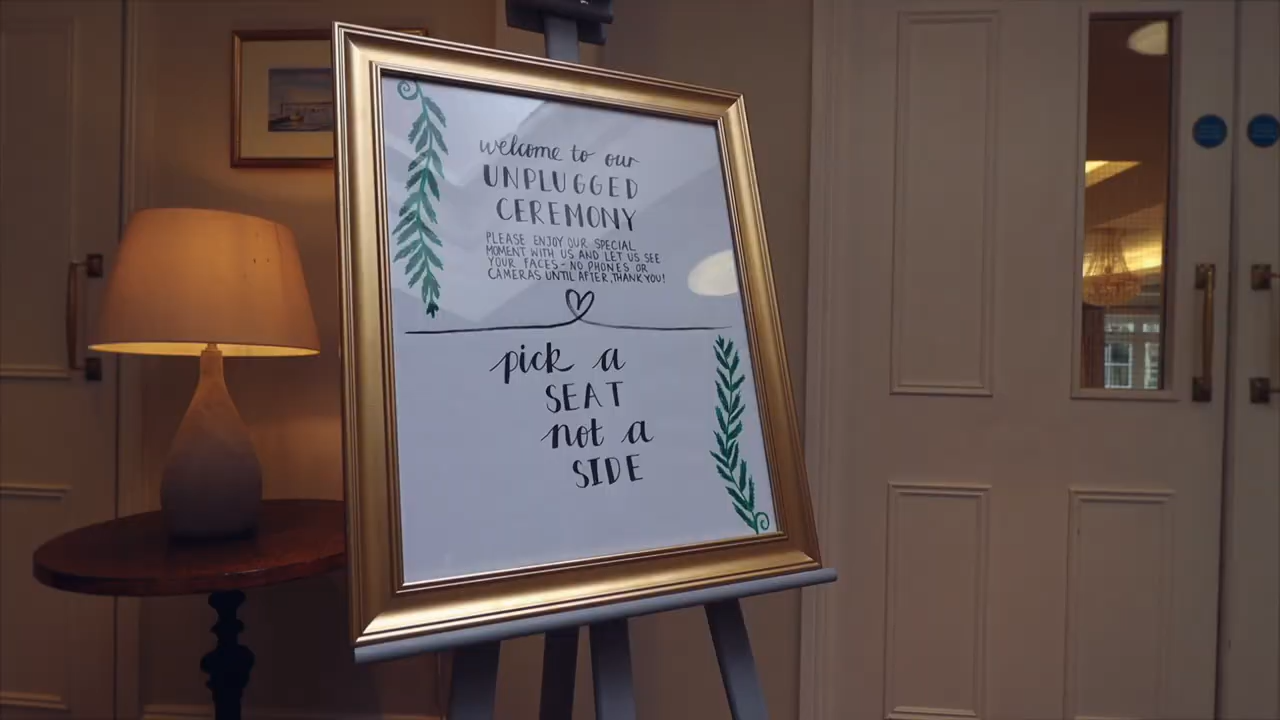 welcome to our
UNPLUGGED
CEREMONY
PLEASE ENJOY OUR SPECIAL
MOMENT WITH US AND LET US SEE
YOUR FACES - NO PHONES OR
CAMERAS UNTIL AFTER, THANK YOU!
pick a
SEAT
not a
SIDE